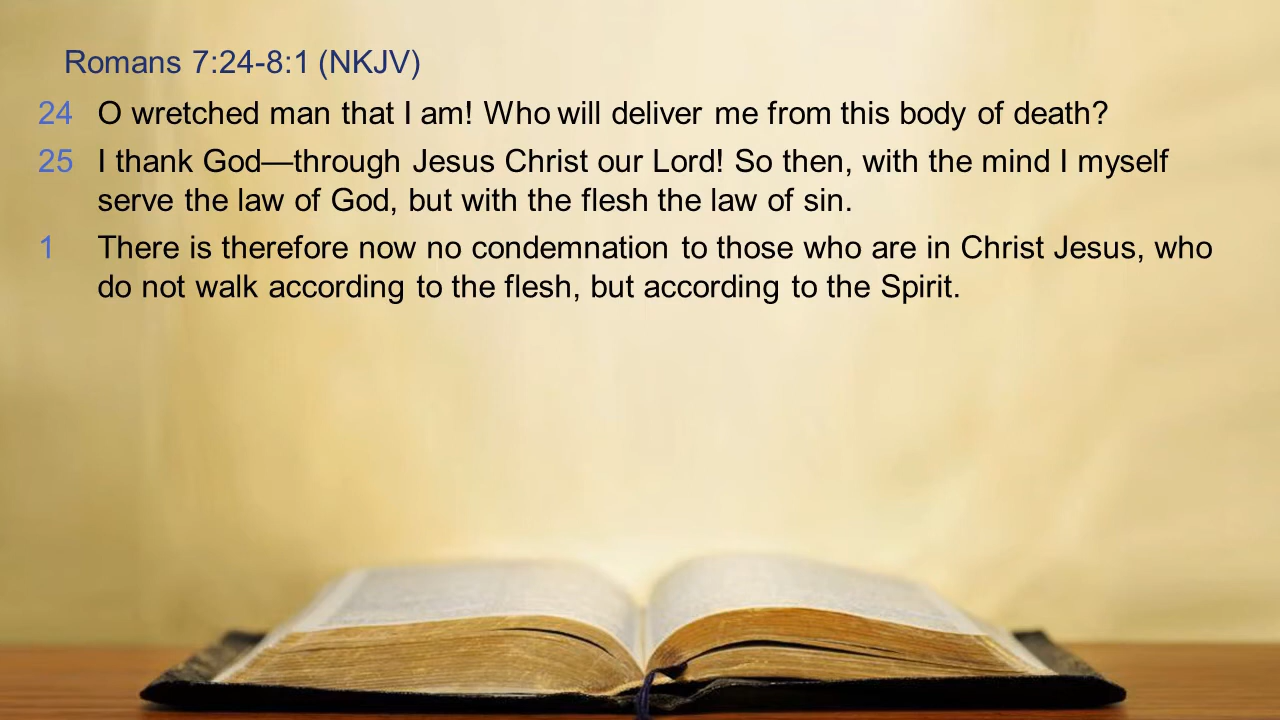 Romans 7:24-8:1 (NKJV)
24 O wretched man that I am! Who will deliver me from this body of death?
25 I thank God—through Jesus Christ our Lord! So then, with the mind I myself
serve the law of God, but with the flesh the law of sin.
1 There is therefore now no condemnation to those who are in Christ Jesus, who
do not walk according to the flesh, but according to the Spirit.